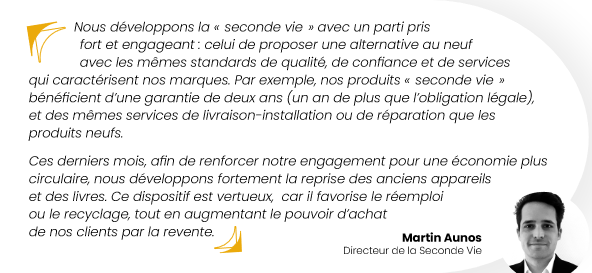 Nous développons la « seconde vie » avec un parti pris
fort et engageant : celui de proposer une alternative au neuf
avec les mêmes standards de qualité, de confiance et de services
qui caractérisent nos marques. Par exemple, nos produits « seconde vie »
bénéficient d’une garantie de deux ans (un an de plus que l’obligation légale),
et des mêmes services de livraison-installation ou de réparation que les
produits neufs.
Ces derniers mois, afin de renforcer notre engagement pour une économie plus
circulaire, nous développons fortement la reprise des anciens appareils
et des livres. Ce dispositif est vertueux, car il favorise le réemploi
ou le recyclage, tout en augmentant le pouvoir d’achat
de nos clients par la revente.
Martin Aunos
Directeur de la Seconde Vie